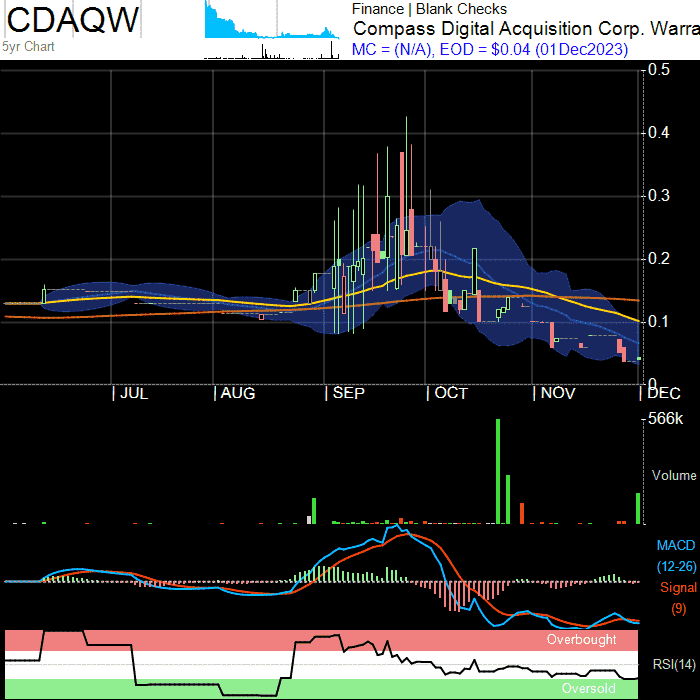 CDAQW
5yr Chart
Finance | Blank Checks
Compass Digital Acquisition Corp. Warra
MC = (N/A), EOD = $0.04 (01Dec2023)
0.5
0.4
0.3
0.2
0.1
0
JUL AUG SEP OCT NOV DEC
566k
Volume
MACD
(12-26)
Signal
(9)
Overbought
RSI(14)
Oversold